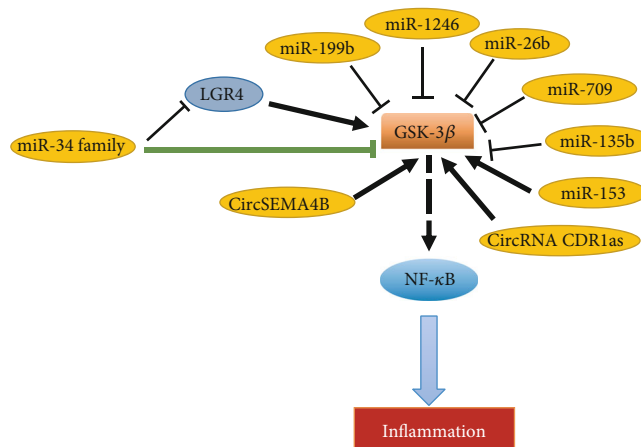 miR-1246
miR-199b
miR-26b
LGR4
miR-709
GSK-3β
miR-34 family
miR-135b
miR-153
CircSEMA4B
CircRNA CDR1as
NF-κB
Inflammation